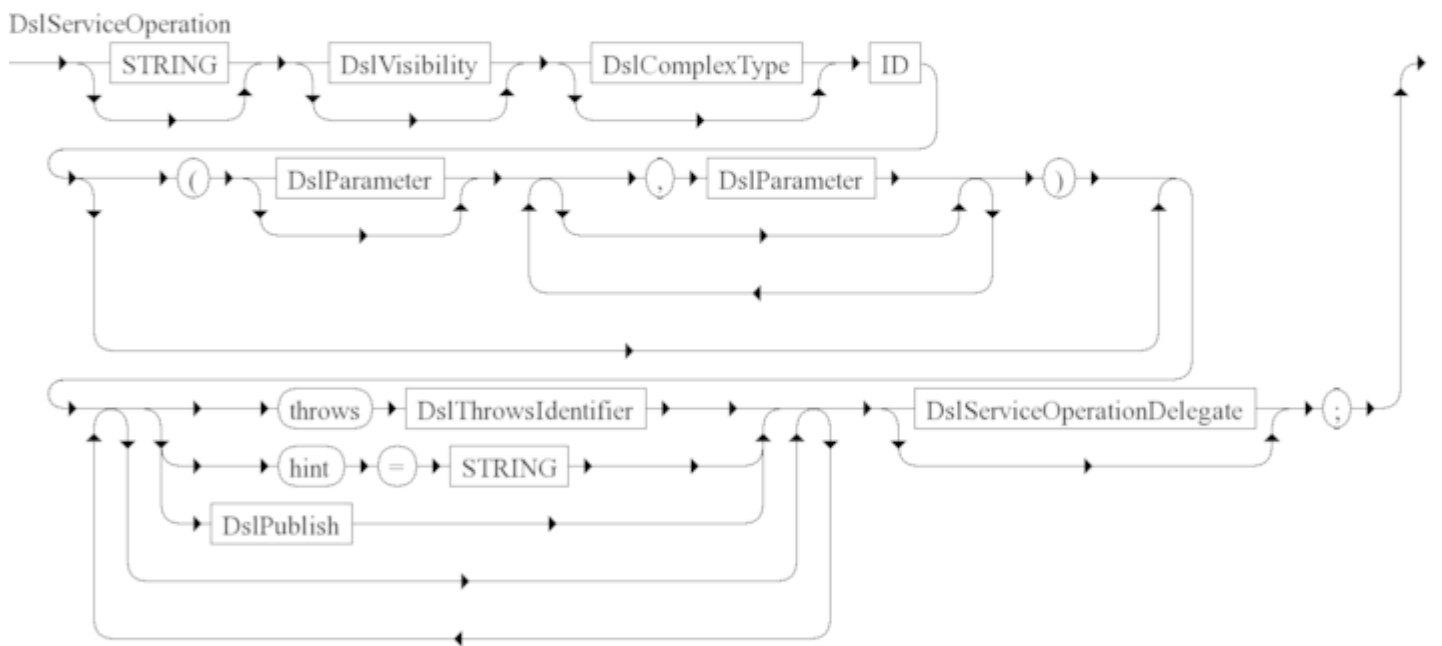 DslServiceOperation
STRING DslVisibility DslComplexType ID
( DslParameter , DslParameter )
throws DslThrowsIdentifier DslServiceOperationDelegate ;
hint = STRING
DslPublish